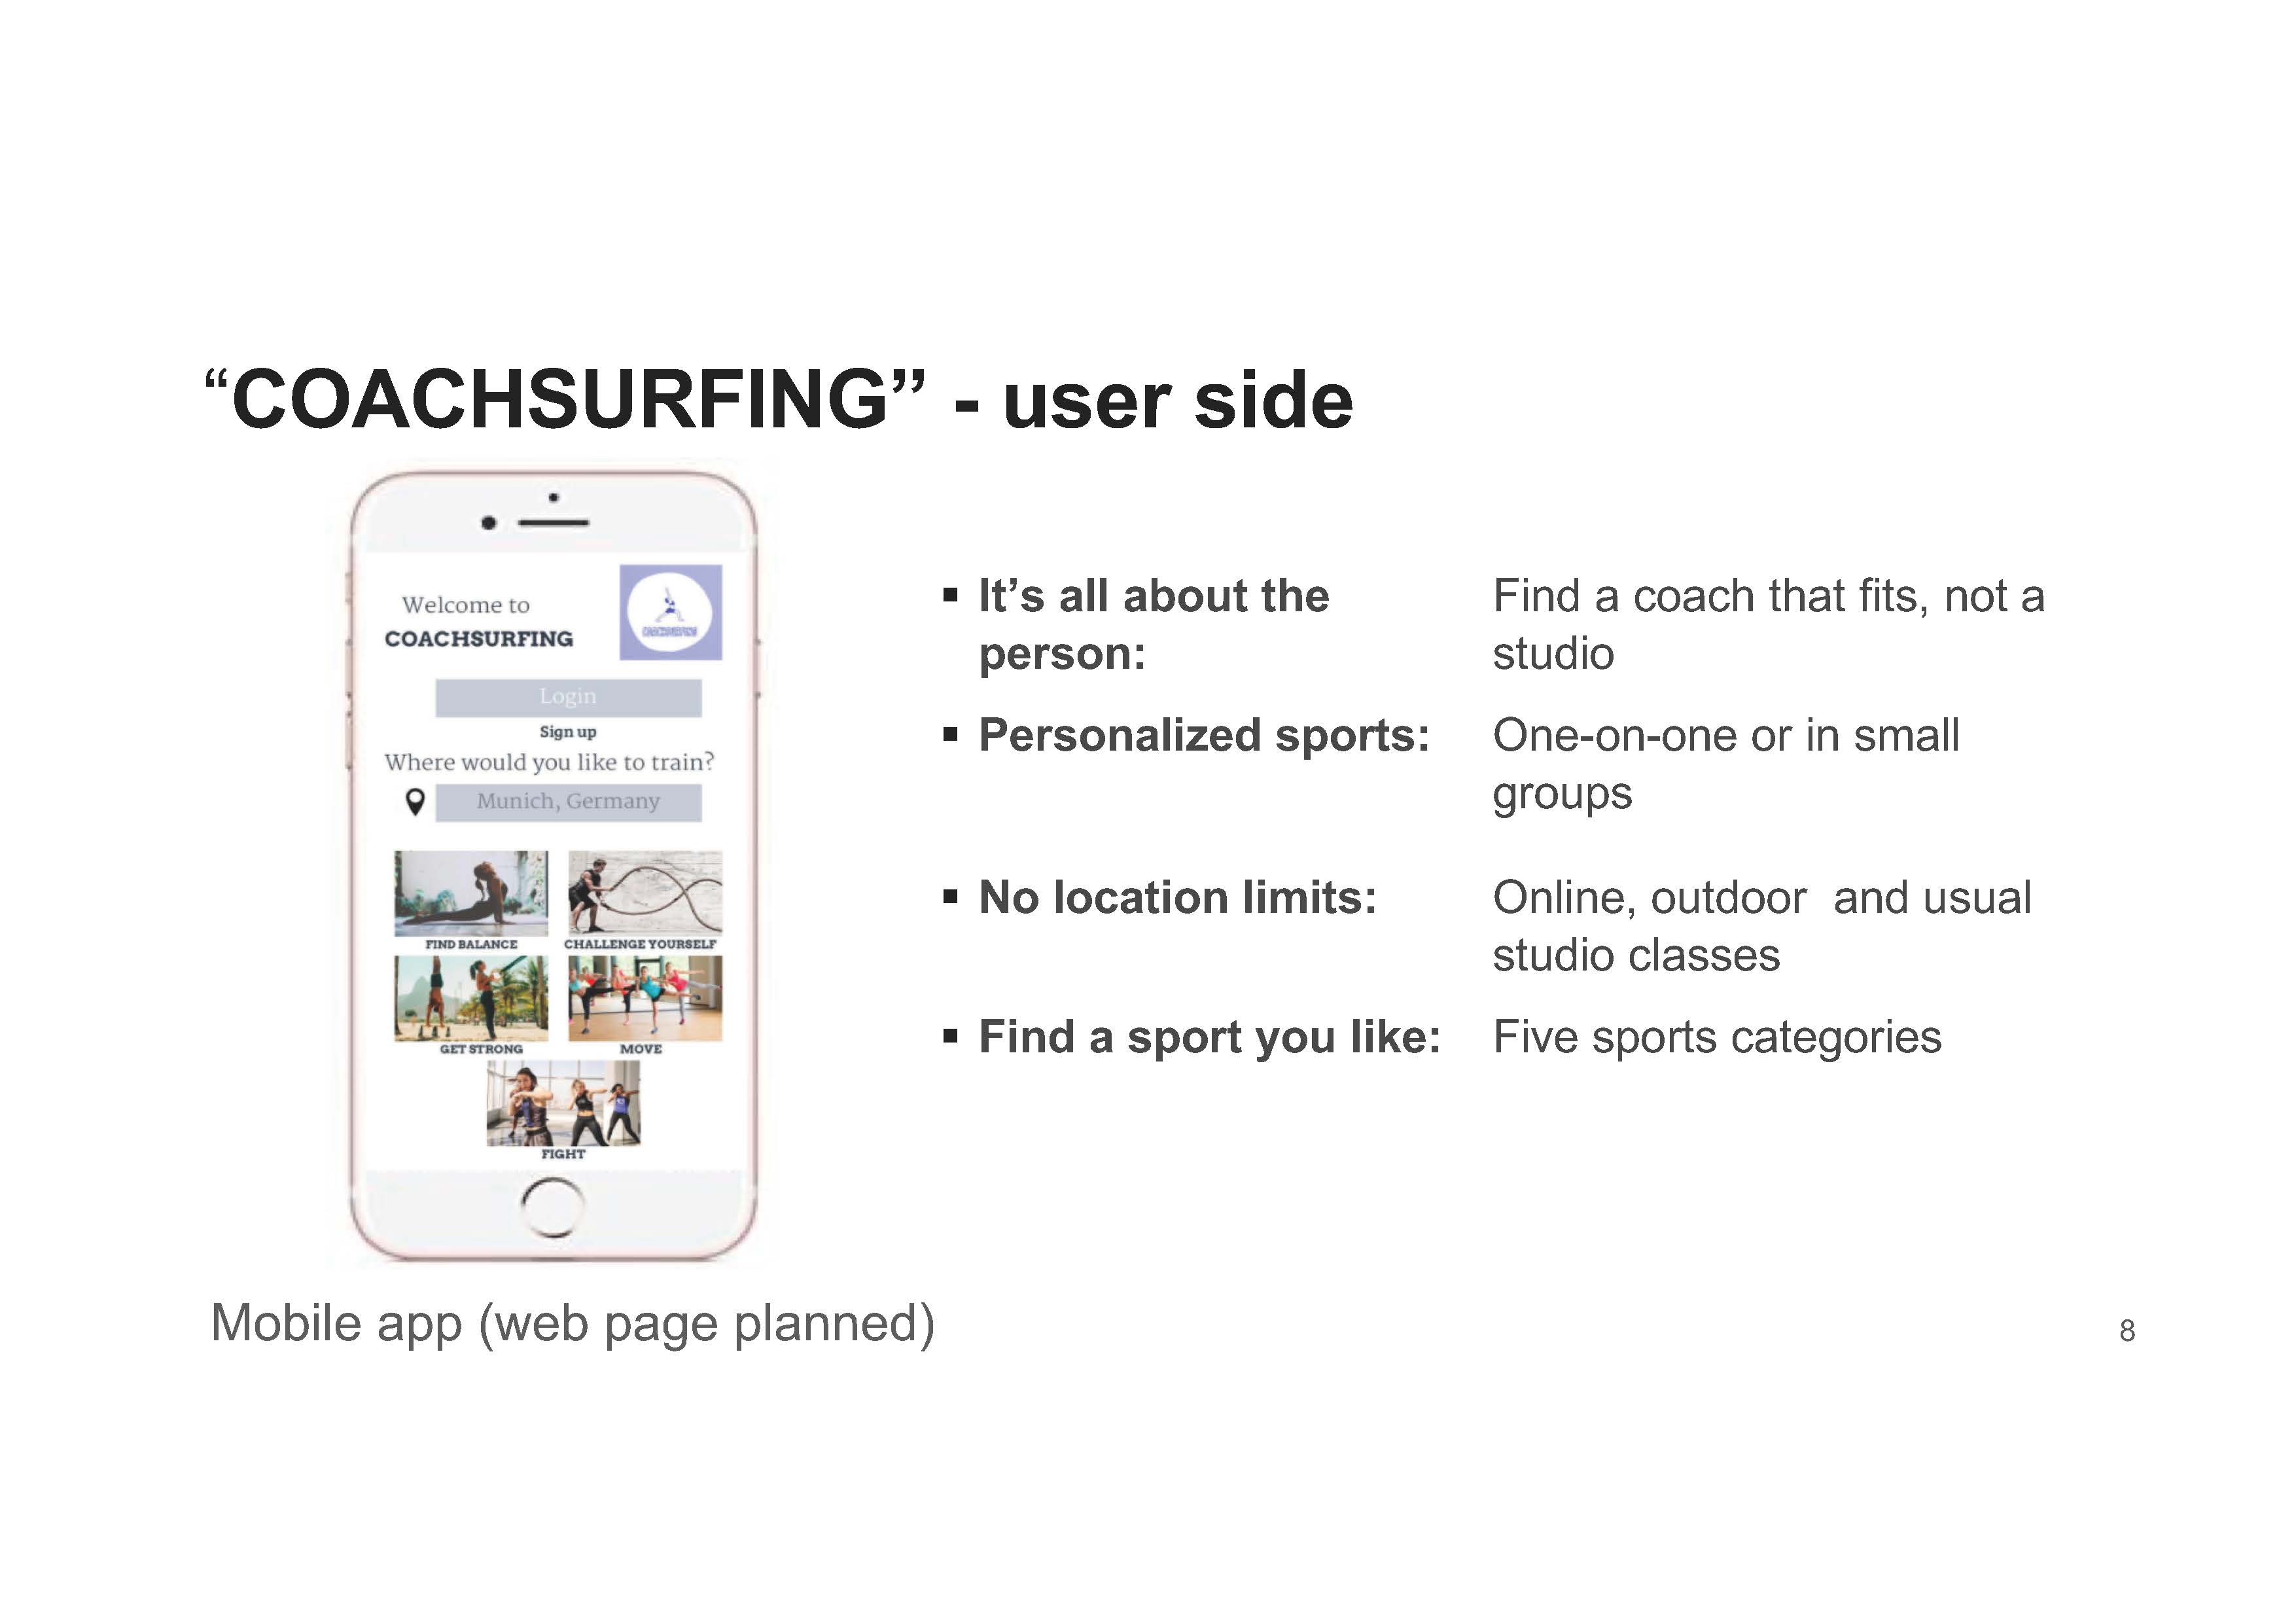 “COACHSURFING” - user side
Welcome to
COACHSURFING
COACHSURFING
Login
Sign up
Where would you like to train?
Munich, Germany
FIND BALANCE
CHALLENGE YOURSELF
GET STRONG
MOVE
FIGHT
▪ It’s all about the
person:
Find a coach that fits, not a
studio
▪ Personalized sports:
One-on-one or in small
groups
▪ No location limits:
Online, outdoor  and usual
studio classes
▪ Find a sport you like:
Five sports categories
Mobile app (web page planned)
8